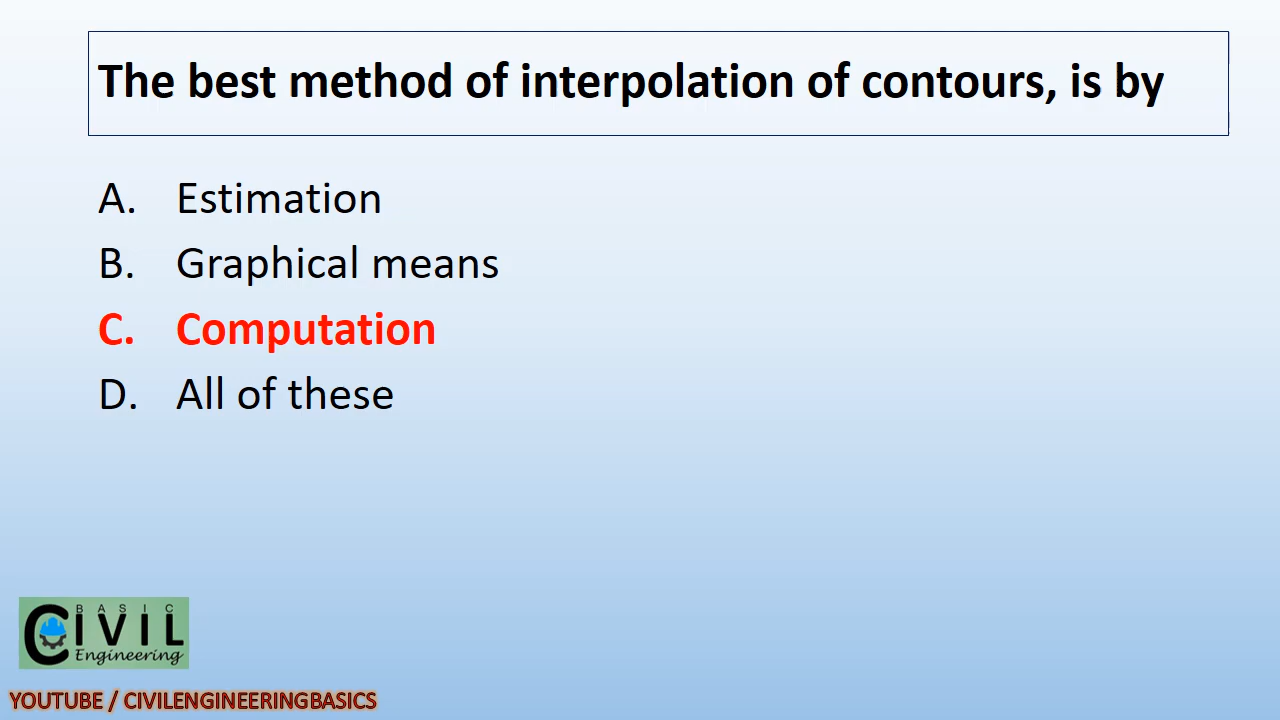 The best method of interpolation of contours, is by
A. Estimation
B. Graphical means
C. Computation
D. All of these
BASIC
CIVIL
Engineering
YOUTUBE / CIVILENGINEERINGBASICS